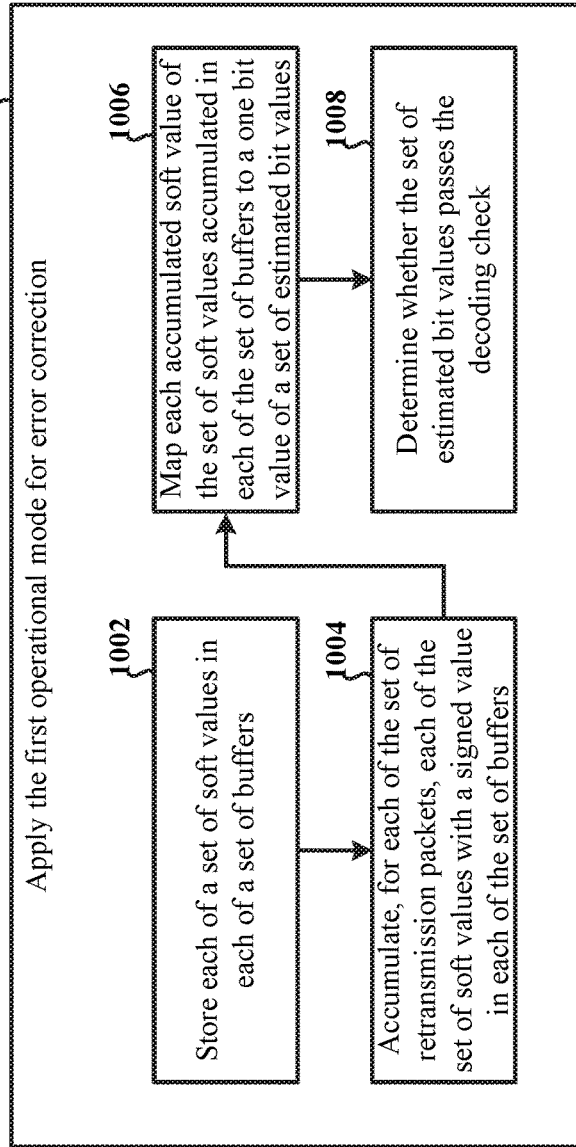 Apply the first operational mode for error correction
1002
Store each of a set of soft values in
each of a set of buffers
1004
Accumulate, for each of the set of
retransmission packets, each of the
set of soft values with a signed value
in each of the set of buffers
1006
Map each accumulated soft value of
the set of soft values accumulated in
each of the set of buffers to a one bit
value of a set of estimated bit values
1008
Determine whether the set of
estimated bit values passes the
decoding check